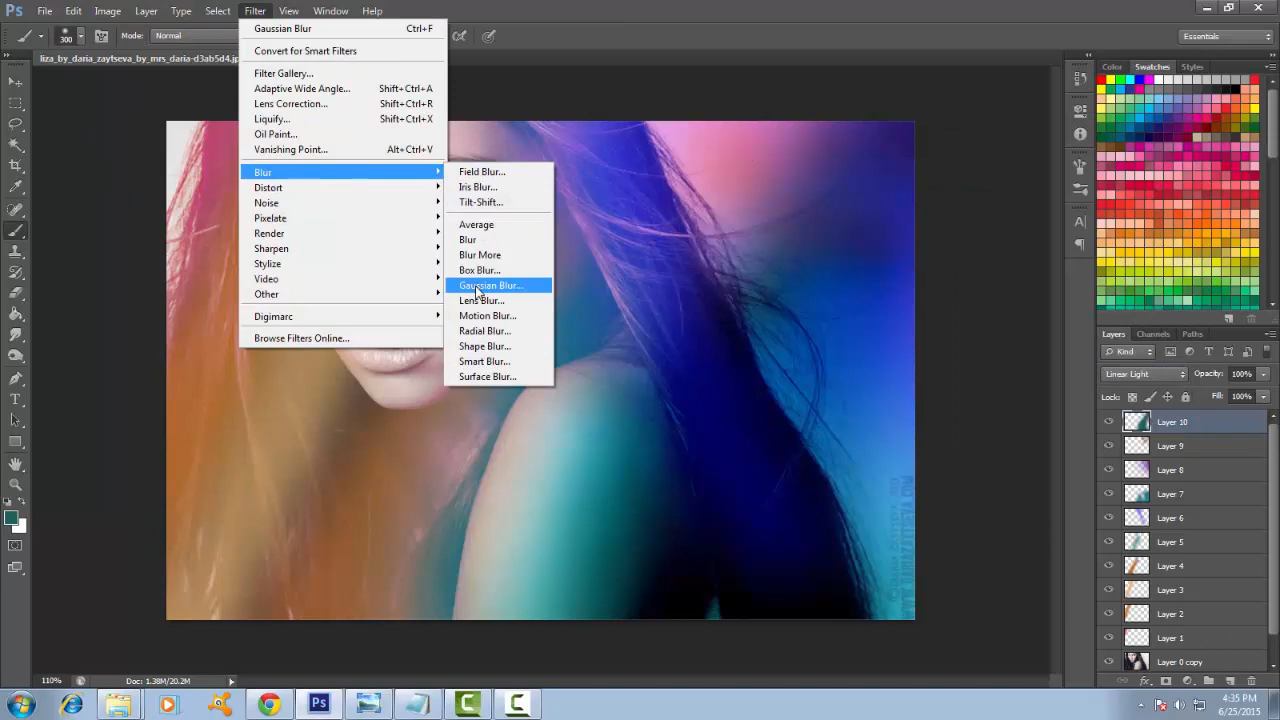 File Edit Image Layer Type Select Filter View Window Help
300 Mode: Normal Essentials
liza_by_daria_zaytseva_by_mrs_daria-d3ab5d4.jp
Gaussian Blur Ctrl+F
Convert for Smart Filters
Filter Gallery...
Adaptive Wide Angle... Shift+Ctrl+A
Lens Correction... Shift+Ctrl+R
Liquify... Shift+Ctrl+X
Oil Paint...
Vanishing Point... Alt+Ctrl+V
Blur
Distort
Noise
Pixelate
Render
Sharpen
Stylize
Video
Other
Digimarc
Browse Filters Online...
Field Blur...
Iris Blur...
Tilt-Shift...
Average
Blur
Blur More
Box Blur...
Gaussian Blur...
Lens Blur...
Motion Blur...
Radial Blur...
Shape Blur...
Smart Blur...
Surface Blur...
Color Swatches Styles
Layers Channels Paths
Kind
Linear Light Opacity: 100%
Locks: Fill: 100%
Layer 10
Layer 9
Layer 8
Layer 7
Layer 6
Layer 5
Layer 4
Layer 3
Layer 2
Layer 1
Layer 0 copy
110% Doc: 1.38M/20.2M
4:35 PM
6/25/2015